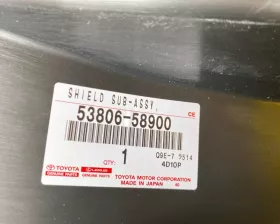 SHIELD SUB-ASSY,
CE
53806-58900
QTY:
1
Q9E-7 9514
4D10P
TOYOTA LEXUS
GENUINE PARTS GENUINE PARTS
TOYOTA MOTOR CORPORATION
MADE IN JAPAN 40